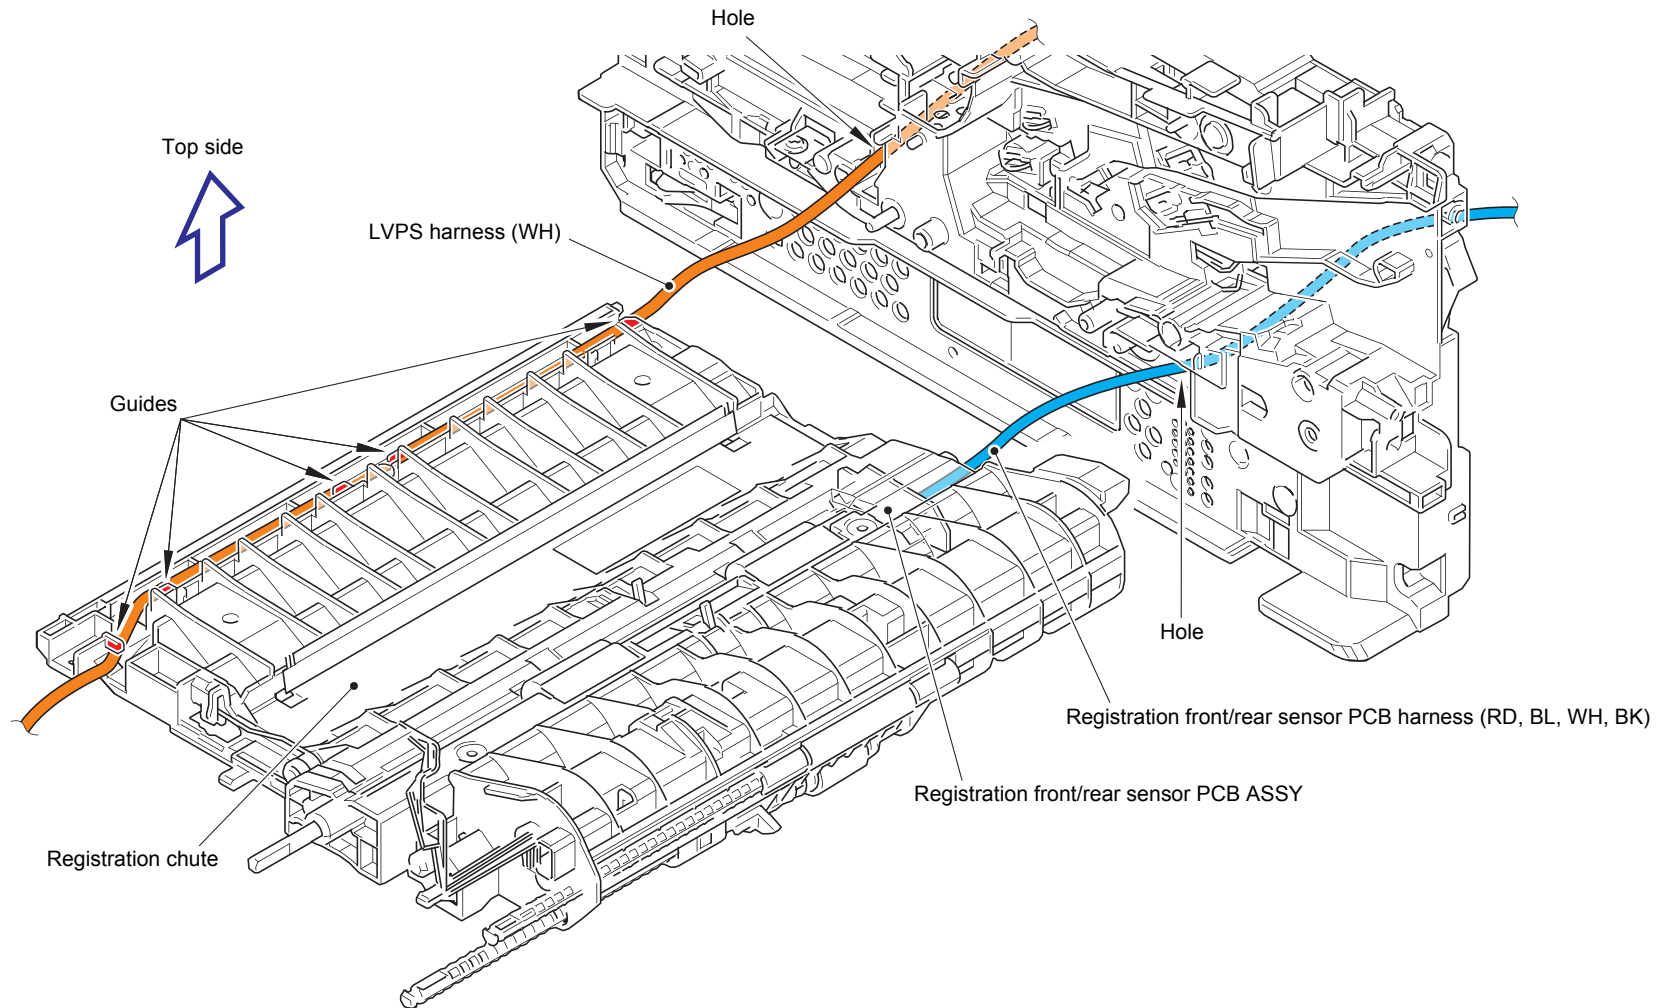 Hole
Top side
LVPS harness (WH)
Guides
Hole
Registration front/rear sensor PCB harness (RD, BL, WH, BK)
Registration front/rear sensor PCB ASSY
Registration chute